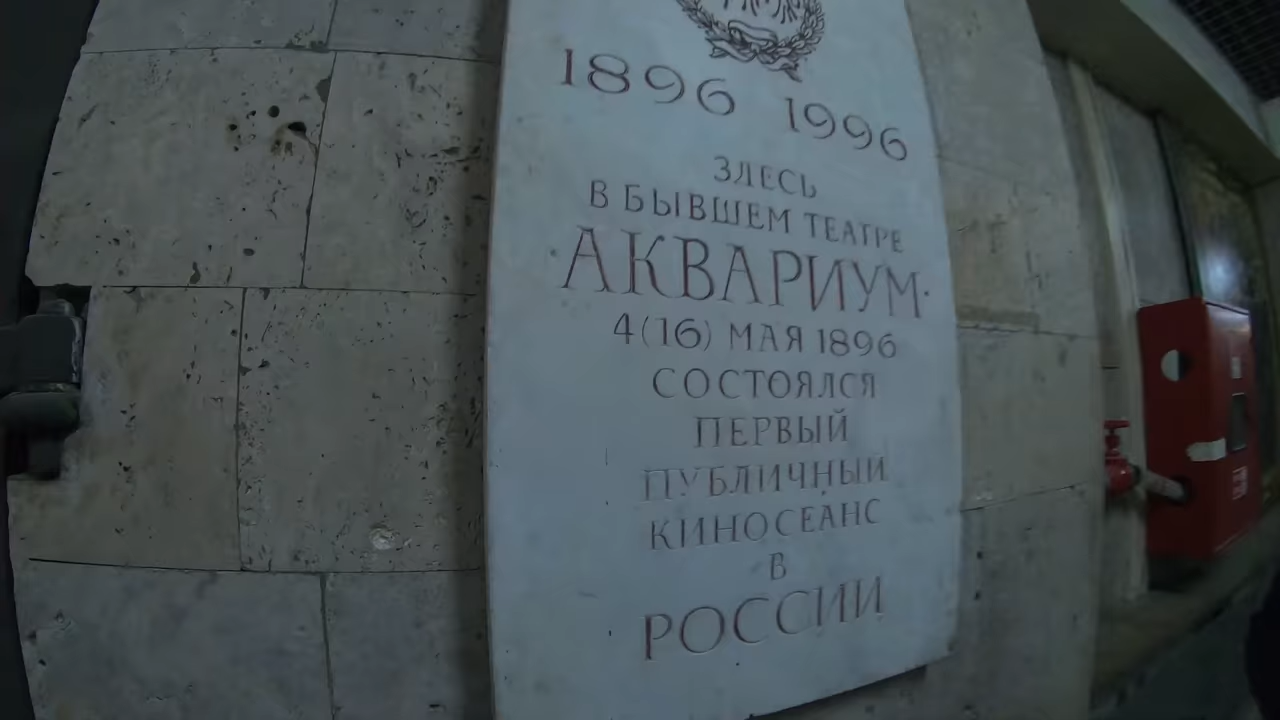 1896 1996
ЗДЕСЬ
В БЫВШЕМ ТЕАТРЕ
АКВАРИУМ
4(16) МАЯ 1896
СОСТОЯЛСЯ
ПЕРВЫЙ
ПУБЛИЧНЫЙ
КИНОСЕАНС
В
РОССИИ